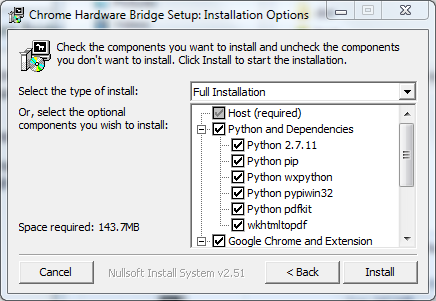 Chrome Hardware Bridge Setup: Installation Options
Check the components you want to install and uncheck the components
you don't want to install. Click Install to start the installation.
Select the type of install:
Full Installation
Or, select the optional
components you wish to install:
Host (required)
Python and Dependencies
Python 2.7.11
Python pip
Python wxpython
Python pypiwin32
Python pdfkit
wkhtmltopdf
Google Chrome and Extension
Space required: 143.7MB
Cancel
Nullsoft Install System v2.51
< Back
Install